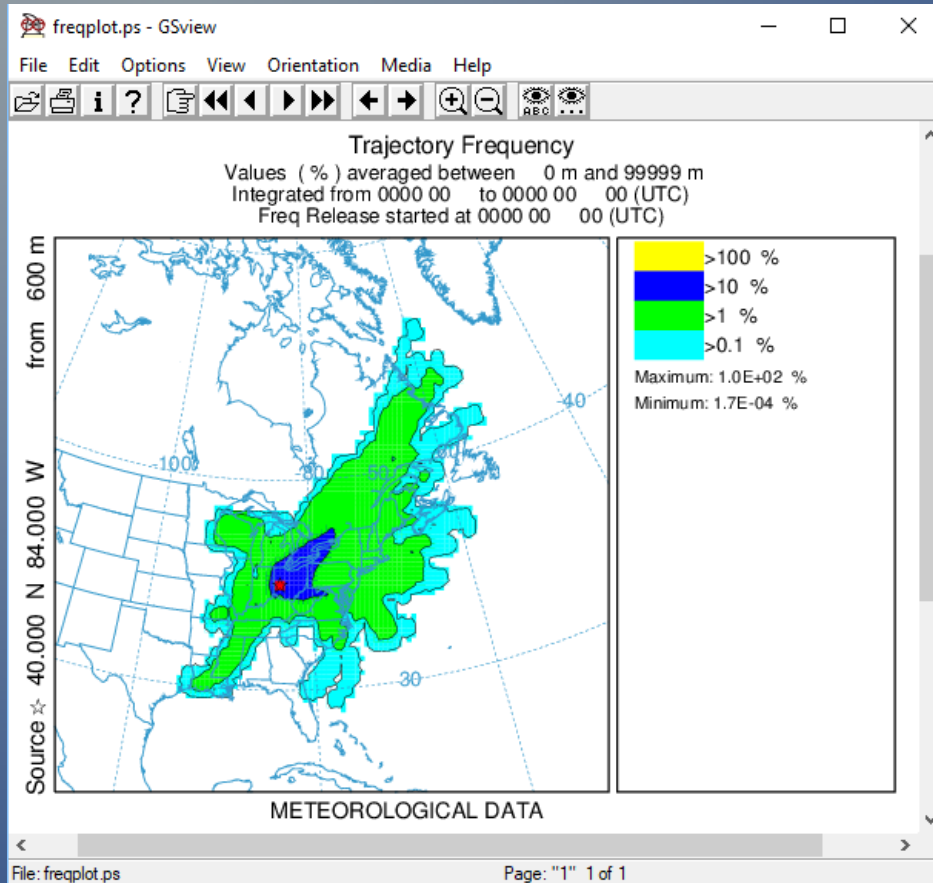 freqplot.ps - GSview
File Edit Options View Orientation Media Help
ABC
Trajectory Frequency
Values ( % ) averaged between 0 m and 99999 m
Integrated from 0000 00 to 0000 00 00 (UTC)
Freq Release started at 0000 00 00 (UTC)
Source ☆ 40.000 N 84.000 W from 600 m
>100 %
>10 %
>1 %
>0.1 %
Maximum: 1.0E+02 %
Minimum: 1.7E-04 %
-40
-100
50
30
METEOROLOGICAL DATA
File: freqplot.ps Page: "1" 1 of 1